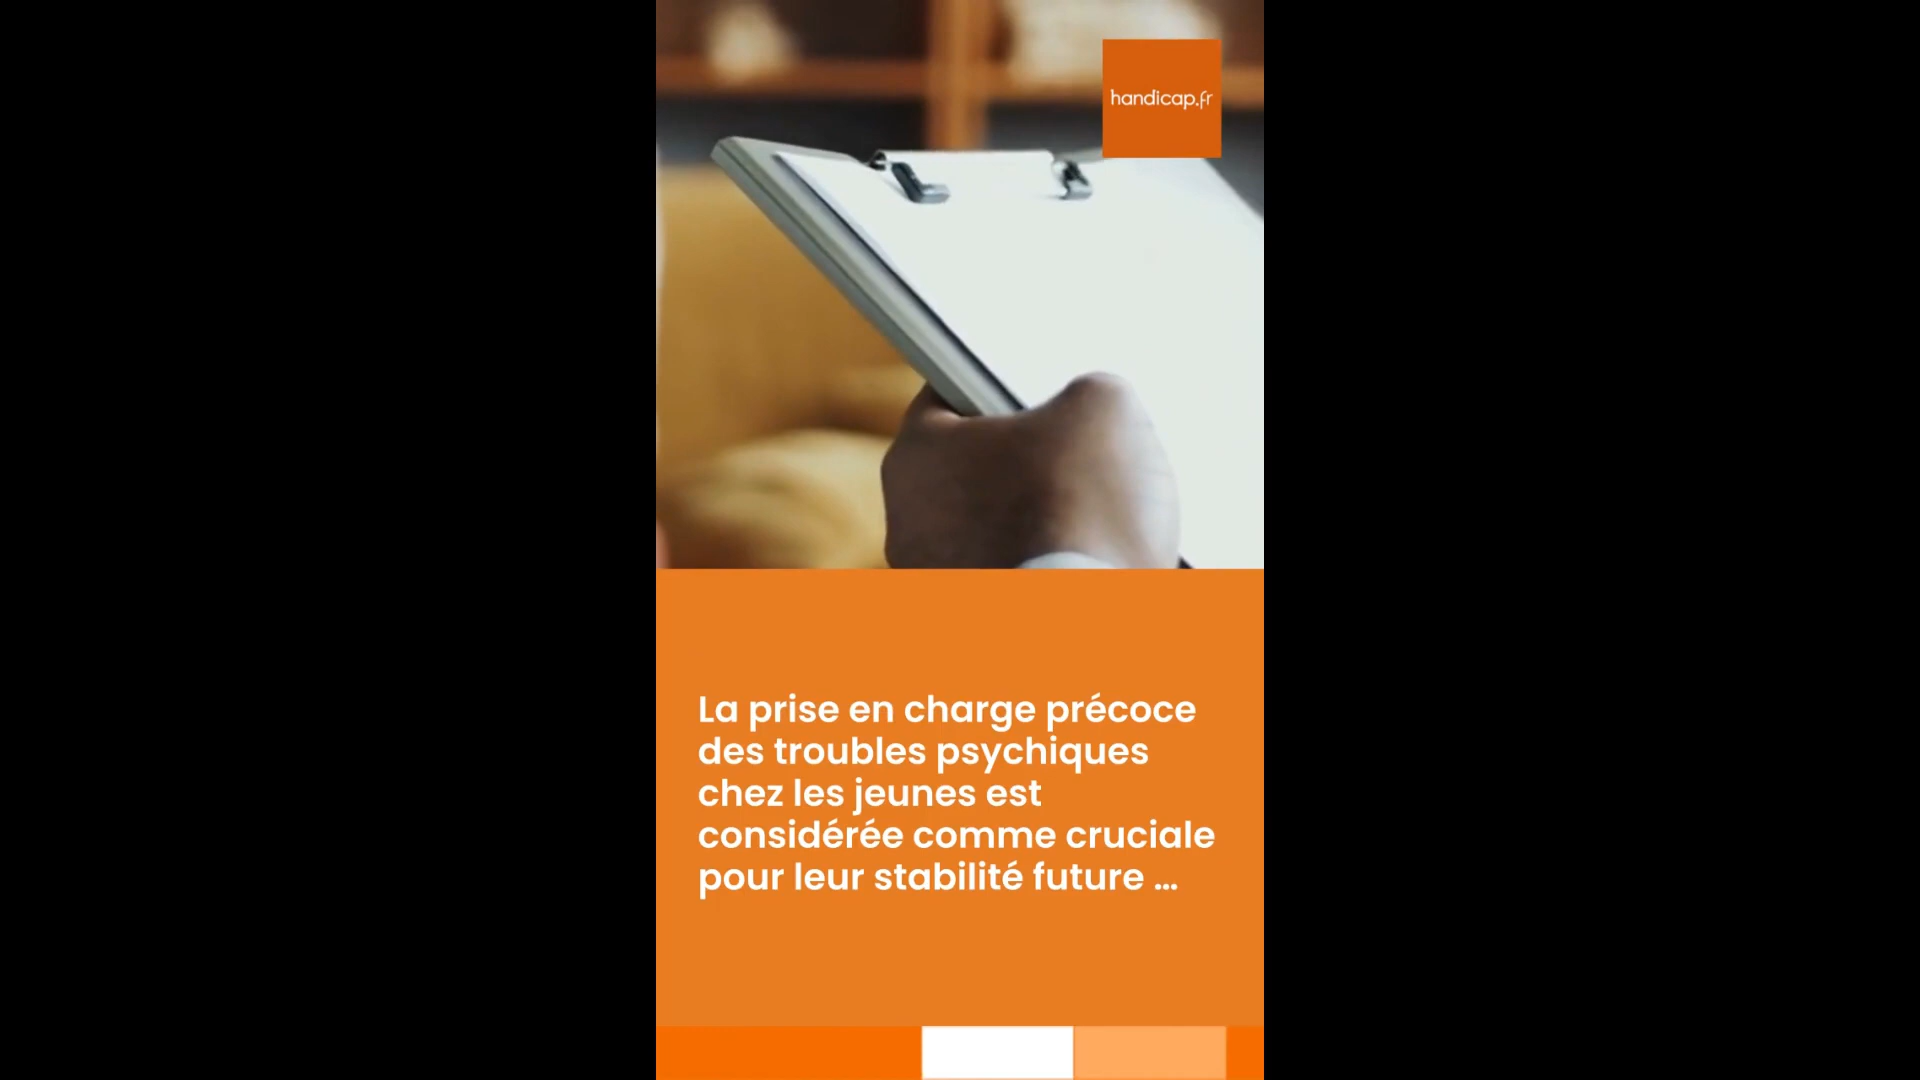 handicap.fr
La prise en charge précoce
des troubles psychiques
chez les jeunes est
considérée comme cruciale
pour leur stabilité future ...